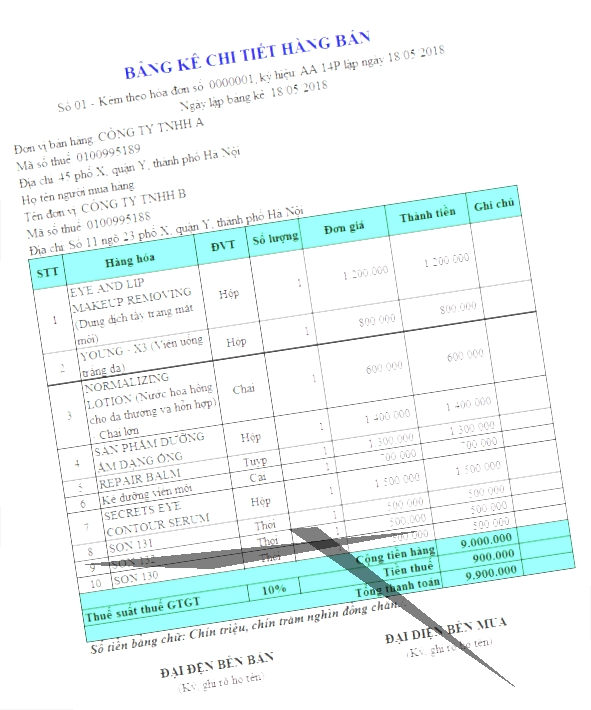 BẢNG KÊ CHI TIẾT HÀNG BÁN
Số 01 - Kèm theo hóa đơn số 0000001, ký hiệu AA 14P lập ngày 18 05 2018
Ngày lập bảng kê 18 05 2018
Đơn vị bán hàng CÔNG TY TNHH A
Mã số thuế 0100995189
Địa chỉ 45 phố X, quận Y, thành phố Hà Nội
Họ tên người mua hàng
Tên đơn vị CÔNG TY TNHH B
Mã số thuế 0100995188
Địa chỉ Số 11 ngõ 23 phố X, quận Y, thành phố Hà Nội
STT Hàng hóa ĐVT Số lượng Đơn giá Thành tiền Ghi chú
1 EYE AND LIP MAKEUP REMOVING (Dung dịch tẩy trang mắt môi) Hộp 1 1 200.000 1 200 000
2 YOUNG - X3 (Viên uống trắng da) Hộp 1 800.000 800.000
3 NORMALIZING LOTION (Nước hoa hồng cho da thường và hỗn hợp) Chai lớn Chai 1 600.000 600.000
4 SẢN PHẨM DƯỠNG ẨM DẠNG ỐNG Hộp 1 1 400.000 1 400.000
5 REPAIR BALM Tuýp 1 1 300.000 1 300.000
6 Kẻ dưỡng viền môi Cái 1 700.000 700.000
7 SECRETS EYE CONTOUR SERUM Hộp 1 1 500.000 1 500.000
8 SON 131 Thỏi 1 500.000 500.000
9 SON Thỏi 1 500.000 500.000
10 SON 130 Thỏi 1 500.000
Cộng tiền hàng 9.000.000
Thuế suất thuế GTGT 10% Tiền thuế 900.000
Tổng thanh toán 9.900.000
Số tiền bằng chữ: Chín triệu, chín trăm nghìn đồng chẵn.
ĐẠI ĐỆN BÊN BÁN ĐẠI DIỆN BÊN MUA
(Ký, ghi rõ họ tên) (Ký, ghi rõ họ tên)